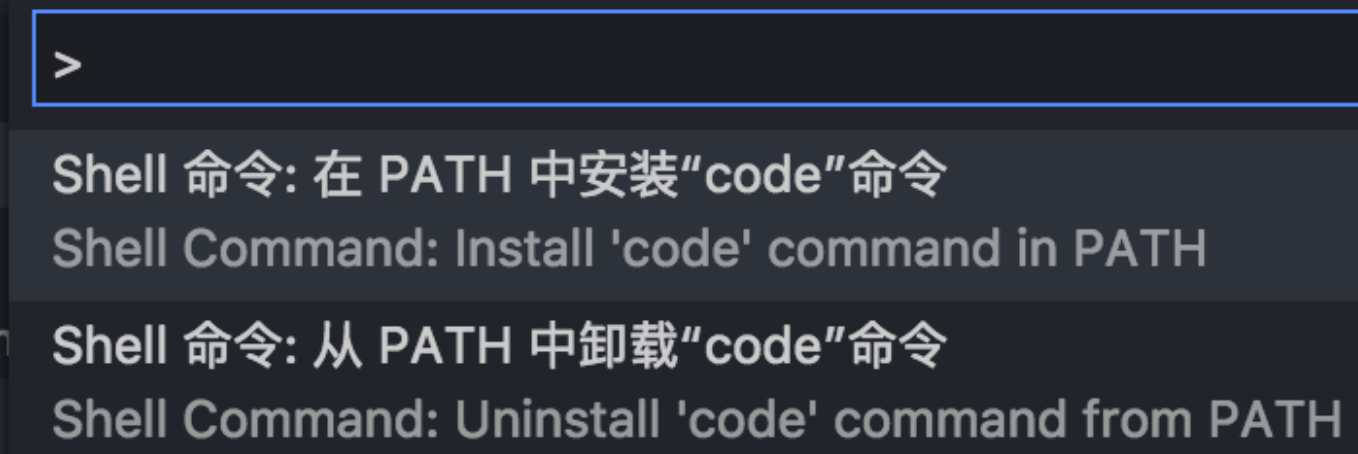 >
Shell 命令: 在 PATH 中安装“code”命令
Shell Command: Install 'code' command in PATH
Shell 命令: 从 PATH 中卸载“code”命令
Shell Command: Uninstall 'code' command from PATH